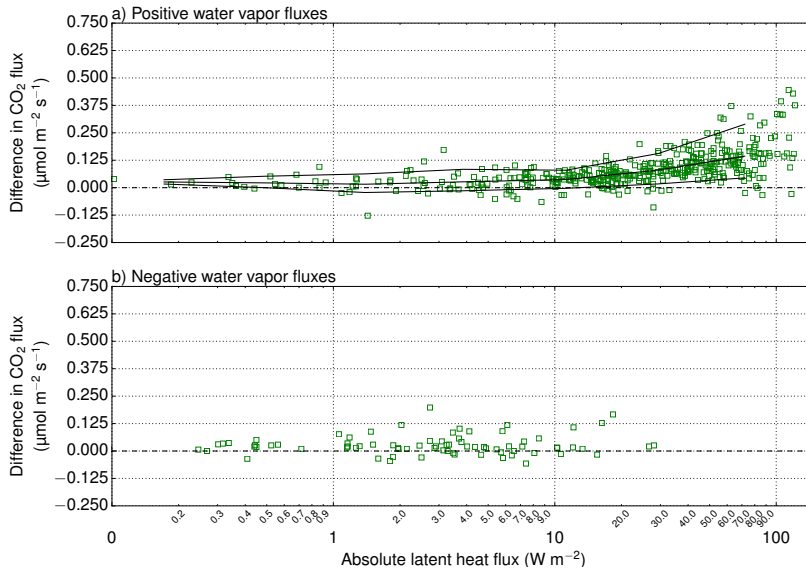 a) Positive water vapor fluxes
0.750
0.625
0.500
0.375
0.250
0.125
0.000
−0.125
−0.250
Difference in CO2 flux
(μmol m−2 s−1)
b) Negative water vapor fluxes
0.750
0.625
0.500
0.375
0.250
0.125
0.000
−0.125
−0.250
Difference in CO2 flux
(μmol m−2 s−1)
0.2 0.3 0.4 0.5 0.6 0.7 0.8 0.9 2.0 3.0 4.0 5.0 6.0 7.0 8.0 9.0 20.0 30.0 40.0 50.0 60.0 70.0 80.0 90.0
0 1 10 100
Absolute latent heat flux (W m−2)